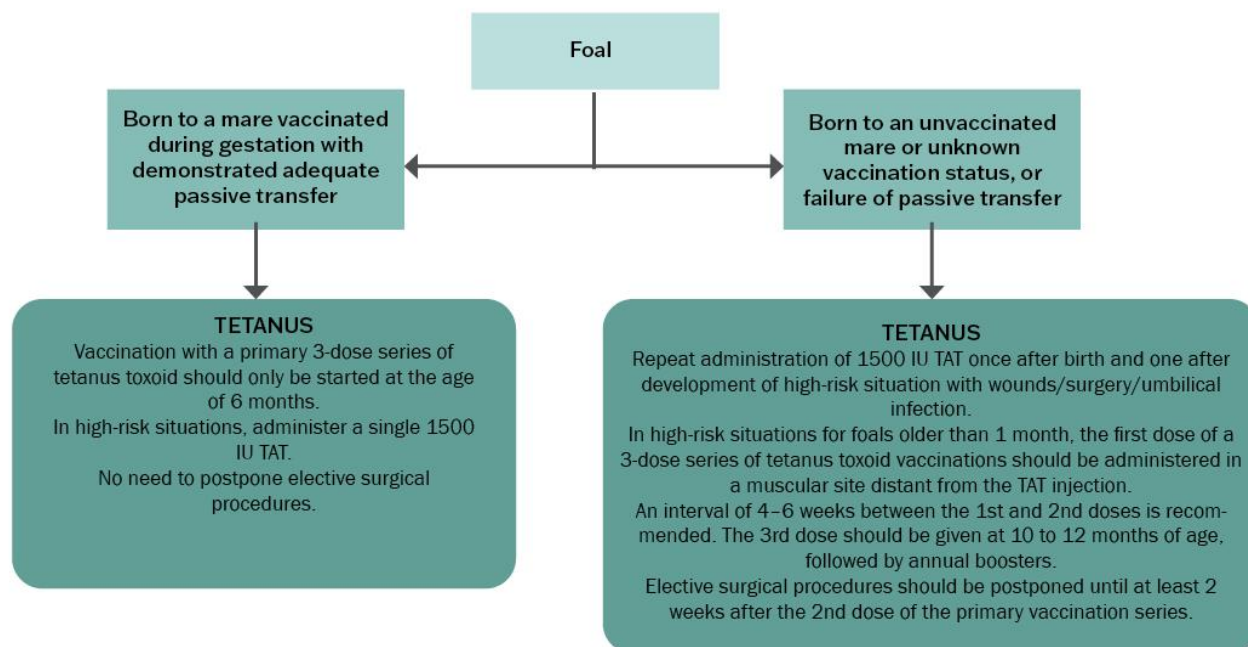 Foal
Born to a mare vaccinated
during gestation with
demonstrated adequate
passive transfer
Born to an unvaccinated
mare or unknown
vaccination status, or
failure of passive transfer
TETANUS
Vaccination with a primary 3-dose series of
tetanus toxoid should only be started at the age
of 6 months.
In high-risk situations, administer a single 1500
IU TAT.
No need to postpone elective surgical
procedures.
TETANUS
Repeat administration of 1500 IU TAT once after birth and one after
development of high-risk situation with wounds/surgery/umbilical
infection.
In high-risk situations for foals older than 1 month, the first dose of a
3-dose series of tetanus toxoid vaccinations should be administered in
a muscular site distant from the TAT injection.
An interval of 4–6 weeks between the 1st and 2nd doses is recom-
mended. The 3rd dose should be given at 10 to 12 months of age,
followed by annual boosters.
Elective surgical procedures should be postponed until at least 2
weeks after the 2nd dose of the primary vaccination series.